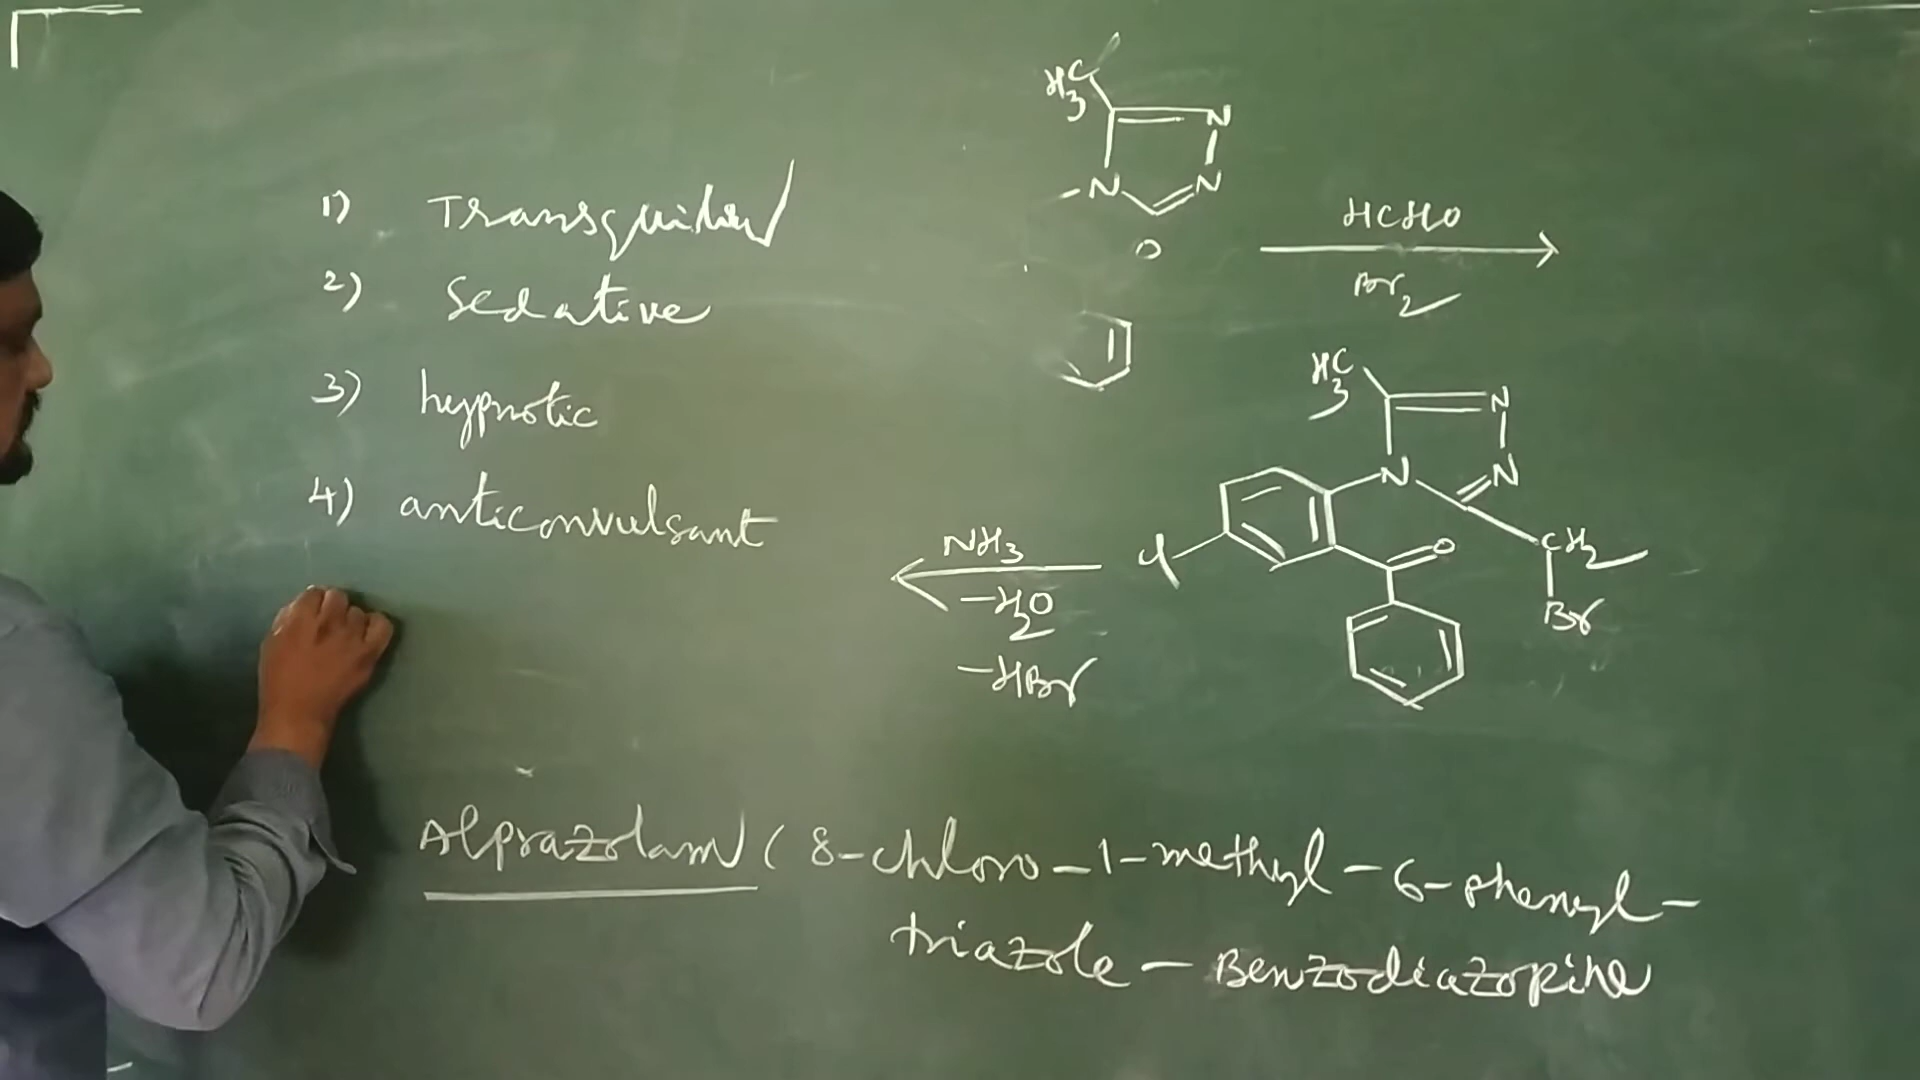 1) Transquiliser
2) Sedative
3) hypnotic
4) anticonvulsant
H3C
N
N
N
O
HCHO
Br2
H3C
N
N
N
Cl
O
CH2
Br
NH3
-H2O
-HBr
Alprazolam ( 8-chloro-1-methyl-6-phenyl-
triazole-Benzodiazopine